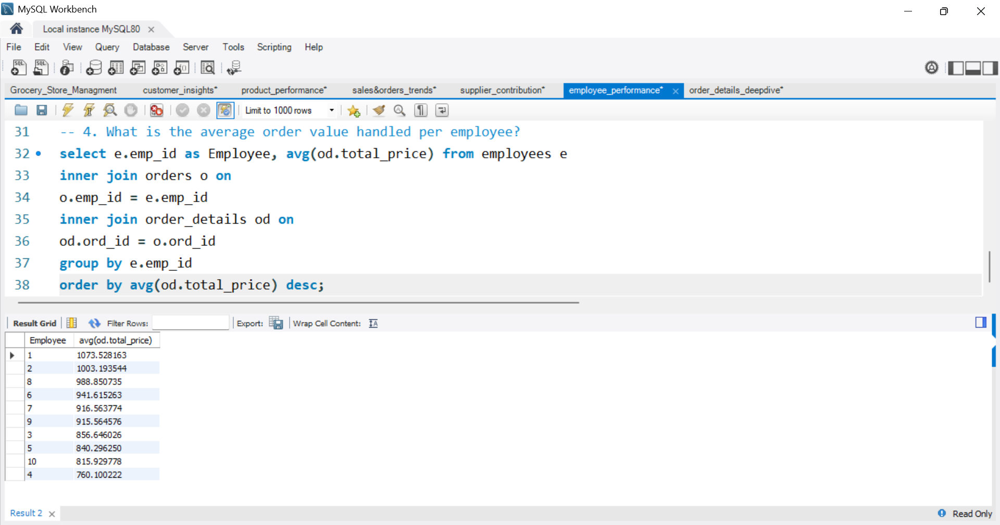 MySQL Workbench
Local instance MySQL80
File Edit View Query Database Server Tools Scripting Help
Grocery_Store_Managment customer_insights* product_performance* sales&orders_trends* supplier_contribution* employee_performance* order_details_deepdive*
Limit to 1000 rows
31 -- 4. What is the average order value handled per employee?
32 select e.emp_id as Employee, avg(od.total_price) from employees e
33 inner join orders o on
34 o.emp_id = e.emp_id
35 inner join order_details od on
36 od.ord_id = o.ord_id
37 group by e.emp_id
38 order by avg(od.total_price) desc;
Result Grid Filter Rows: Export: Wrap Cell Content:
Employee avg(od.total_price)
1 1073.528163
2 1003.193544
8 988.850735
6 941.615263
7 916.563774
9 915.564576
3 856.646026
5 840.296250
10 815.929778
4 760.100222
Result 2 Read Only